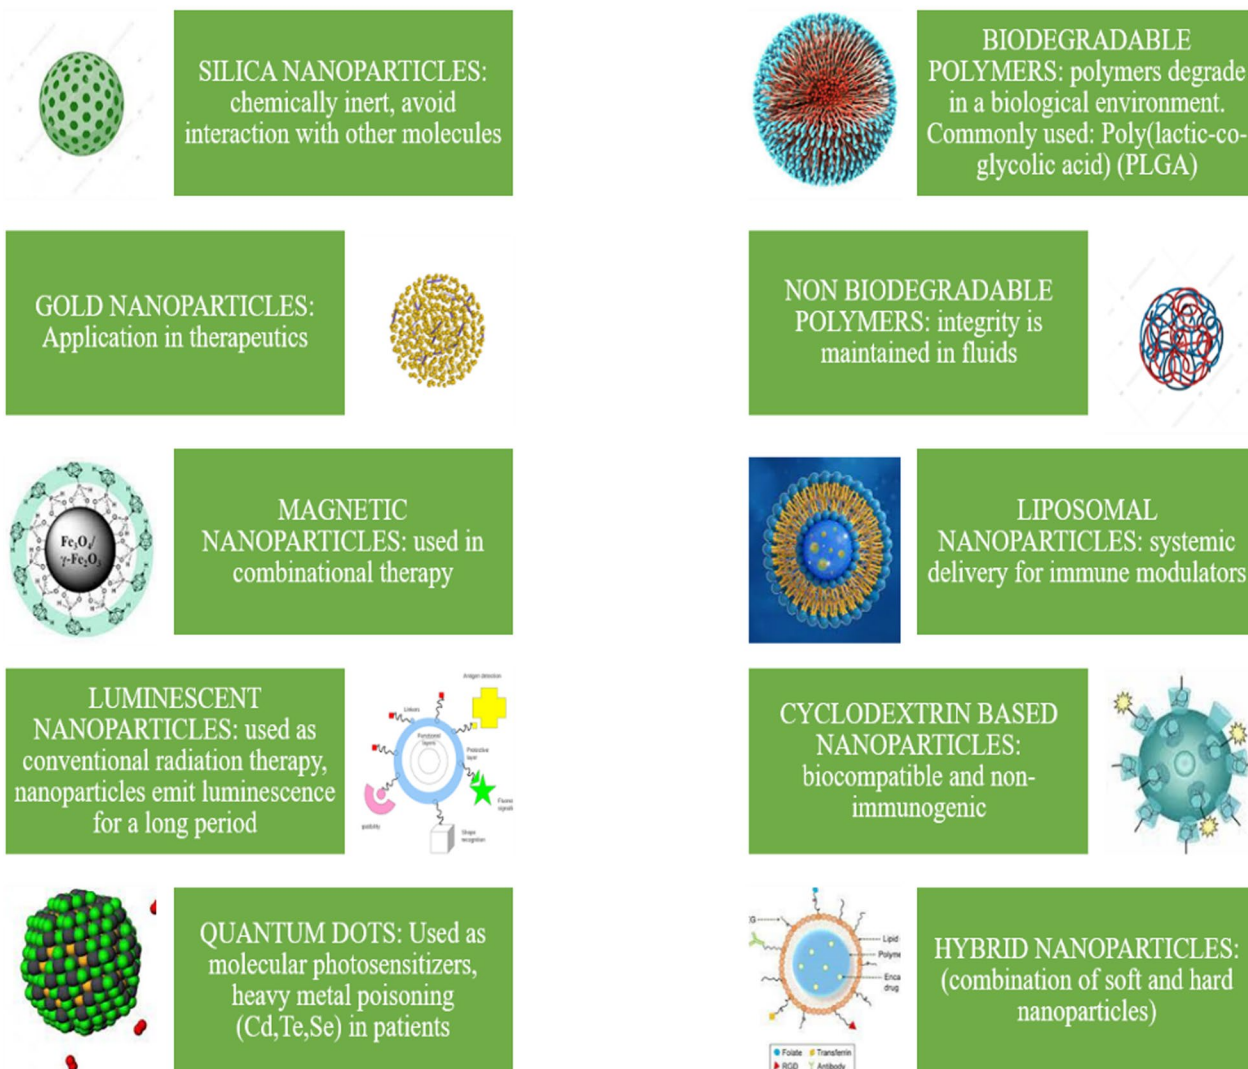 SILICA NANOPARTICLES:
chemically inert, avoid
interaction with other molecules
BIODEGRADABLE
POLYMERS: polymers degrade
in a biological environment.
Commonly used: Poly(lactic-co-
glycolic acid) (PLGA)
GOLD NANOPARTICLES:
Application in therapeutics
NON BIODEGRADABLE
POLYMERS: integrity is
maintained in fluids
Fe3O4/
γ-Fe2O3
MAGNETIC
NANOPARTICLES: used in
combinational therapy
LIPOSOMAL
NANOPARTICLES: systemic
delivery for immune modulators
LUMINESCENT
NANOPARTICLES: used as
conventional radiation therapy,
nanoparticles emit luminescence
for a long period
Antigen detection
Linkers
Functional
layers
Protective
layer
Shape
recognition
CYCLODEXTRIN BASED
NANOPARTICLES:
biocompatible and non-
immunogenic
QUANTUM DOTS: Used as
molecular photosensitizers,
heavy metal poisoning
(Cd,Te,Se) in patients
Lipid
Polyme
Enca
drug
Folate Transferrin
RGD Antibody
HYBRID NANOPARTICLES:
(combination of soft and hard
nanoparticles)